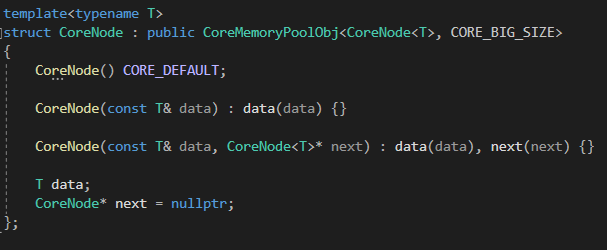 template<typename T>
struct CoreNode : public CoreMemoryPoolObj<CoreNode<T>, CORE_BIG_SIZE>
{
CoreNode() CORE_DEFAULT;
CoreNode(const T& data) : data(data) {}
CoreNode(const T& data, CoreNode<T>* next) : data(data), next(next) {}
T data;
CoreNode* next = nullptr;
};